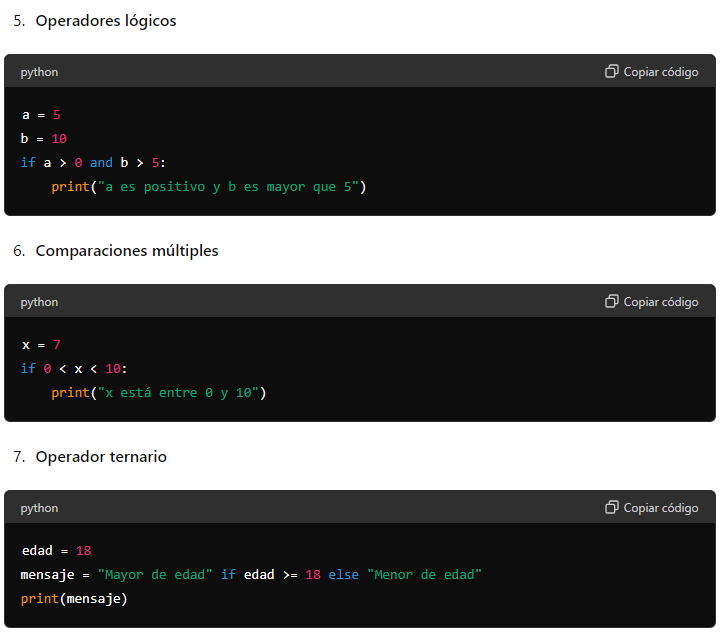 5. Operadores lógicos
python
Copiar código
a = 5
b = 10
if a > 0 and b > 5:
    print("a es positivo y b es mayor que 5")
6. Comparaciones múltiples
python
Copiar código
x = 7
if 0 < x < 10:
    print("x está entre 0 y 10")
7. Operador ternario
python
Copiar código
edad = 18
mensaje = "Mayor de edad" if edad >= 18 else "Menor de edad"
print(mensaje)